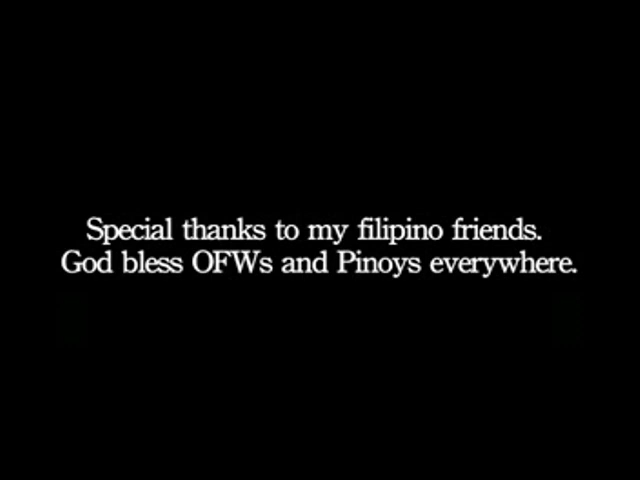 Special thanks to my filipino friends.
God bless OFWs and Pinoys everywhere.